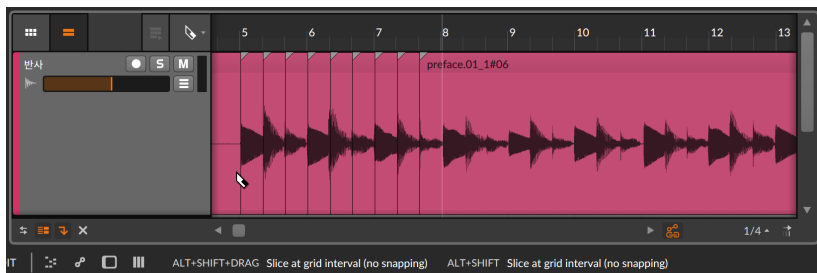 5 6 7 8 9 10 11 12 13
반사 S M
preface.01_1#06
1/4
IT ALT+SHIFT+DRAG Slice at grid interval (no snapping) ALT+SHIFT Slice at grid interval (no snapping)